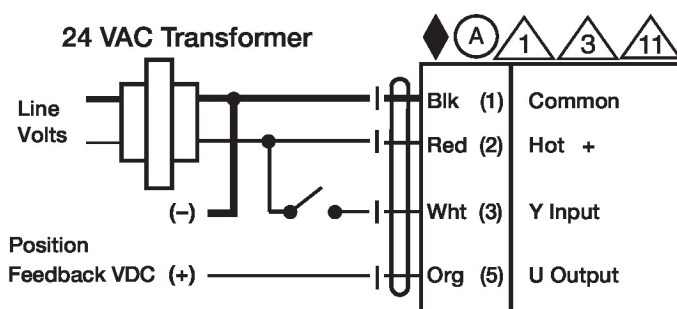 24 VAC Transformer
A 1 3 11
Line
Volts
Blk (1) Common
Red (2) Hot +
(–)
Wht (3) Y Input
Position
Feedback VDC (+)
Org (5) U Output